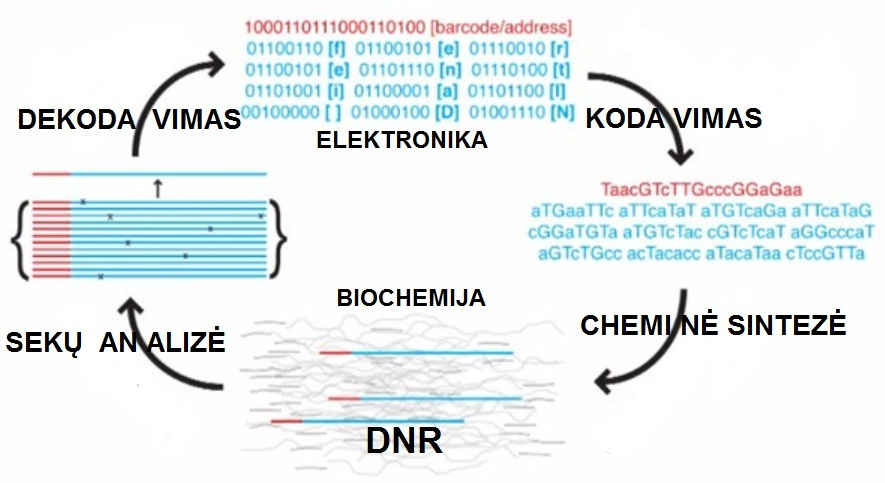 1000110111000110100 [barcode/address]
01100110 [f] 01100101 [e] 01110010 [r]
01100101 [e] 01101110 [n] 01110100 [t]
01101001 [i] 01100001 [a] 01101100 [l]
00100000 [ ] 01000100 [D] 01001110 [N]
ELEKTRONIKA
DEKODA VIMAS
KODA VIMAS
TaacGTcTTGcccGGaGaa
aTGaaTTc aTTcaTaT aTGTcaGa aTTcaTaG
cGGaTGTa aTGTcTac cGTcTcaT aGGcccaT
aGTcTGcc acTacacc aTacaTaa cTccGTTa
CHEMI NĖ SINTEZĖ
BIOCHEMIJA
DNR
SEKŲ AN ALIZĖ